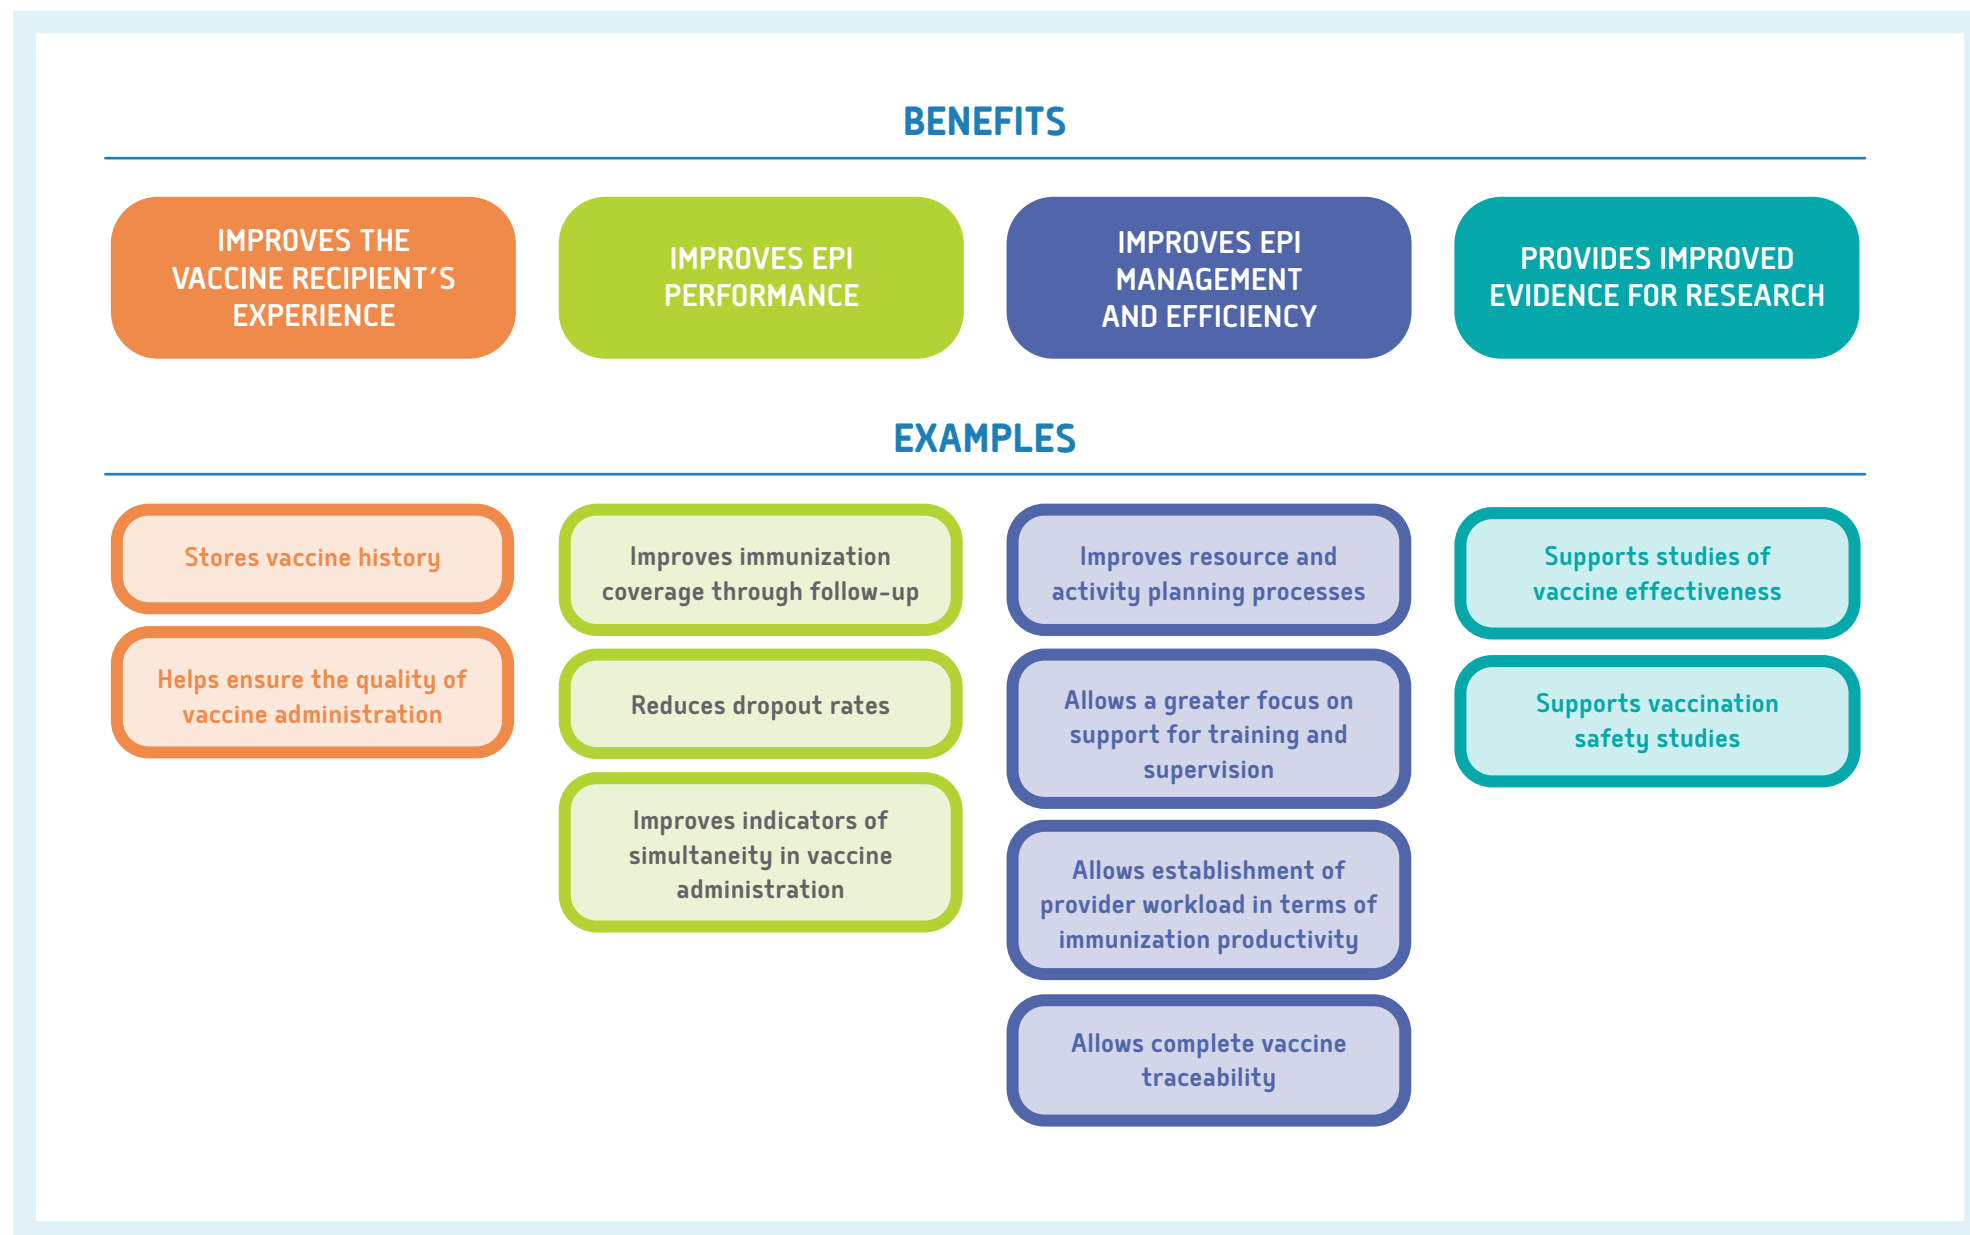 BENEFITS
IMPROVES THE
VACCINE RECIPIENT’S
EXPERIENCE
IMPROVES EPI
PERFORMANCE
IMPROVES EPI
MANAGEMENT
AND EFFICIENCY
PROVIDES IMPROVED
EVIDENCE FOR RESEARCH
EXAMPLES
Stores vaccine history
Helps ensure the quality of
vaccine administration
Improves immunization
coverage through follow-up
Reduces dropout rates
Improves indicators of
simultaneity in vaccine
administration
Improves resource and
activity planning processes
Allows a greater focus on
support for training and
supervision
Allows establishment of
provider workload in terms of
immunization productivity
Allows complete vaccine
traceability
Supports studies of
vaccine effectiveness
Supports vaccination
safety studies